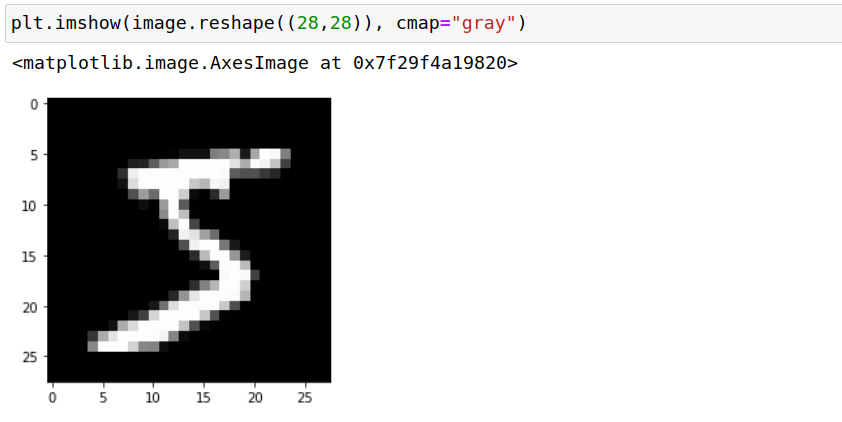 plt.imshow(image.reshape((28,28)), cmap="gray")
<matplotlib.image.AxesImage at 0x7f29f4a19820>
0
5
10
15
20
25
0 5 10 15 20 25
5